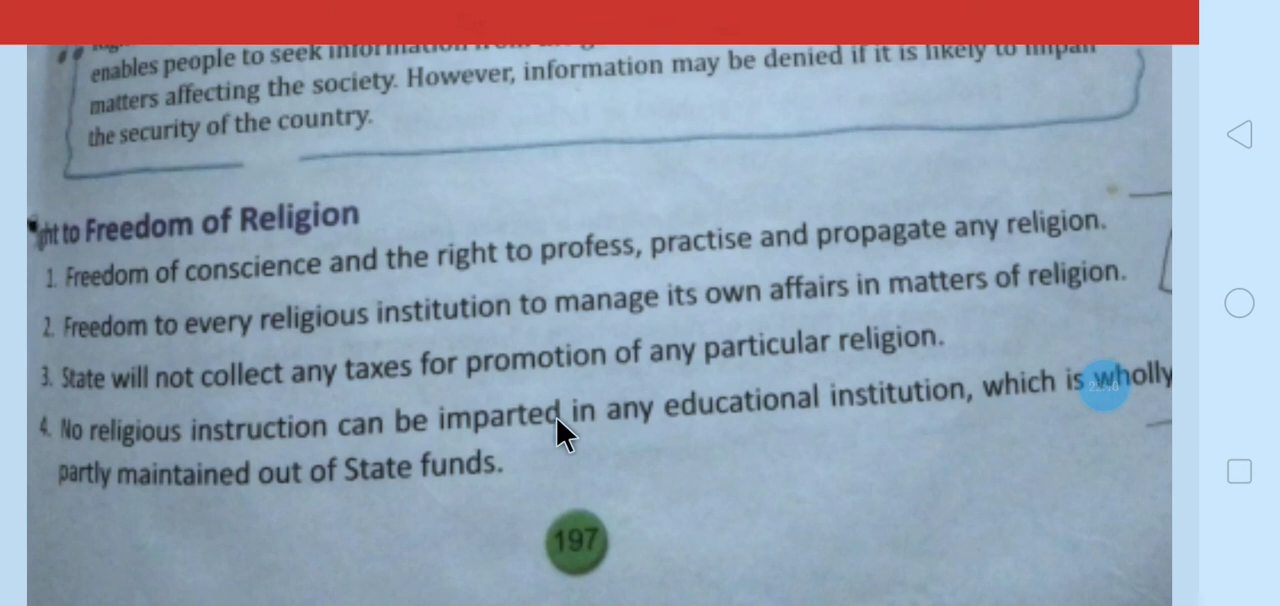 enables people to seek information
matters affecting the society. However, information may be denied if it is likely to impair
the security of the country.
ht to Freedom of Religion
1. Freedom of conscience and the right to profess, practise and propagate any religion.
2. Freedom to every religious institution to manage its own affairs in matters of religion.
3. State will not collect any taxes for promotion of any particular religion.
4. No religious instruction can be imparted in any educational institution, which is wholly
partly maintained out of State funds.
197